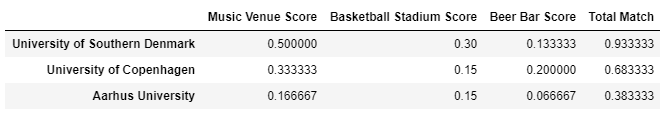 Music Venue Score Basketball Stadium Score Beer Bar Score Total Match
University of Southern Denmark 0.500000 0.30 0.133333 0.933333
University of Copenhagen 0.333333 0.15 0.200000 0.683333
Aarhus University 0.166667 0.15 0.066667 0.383333